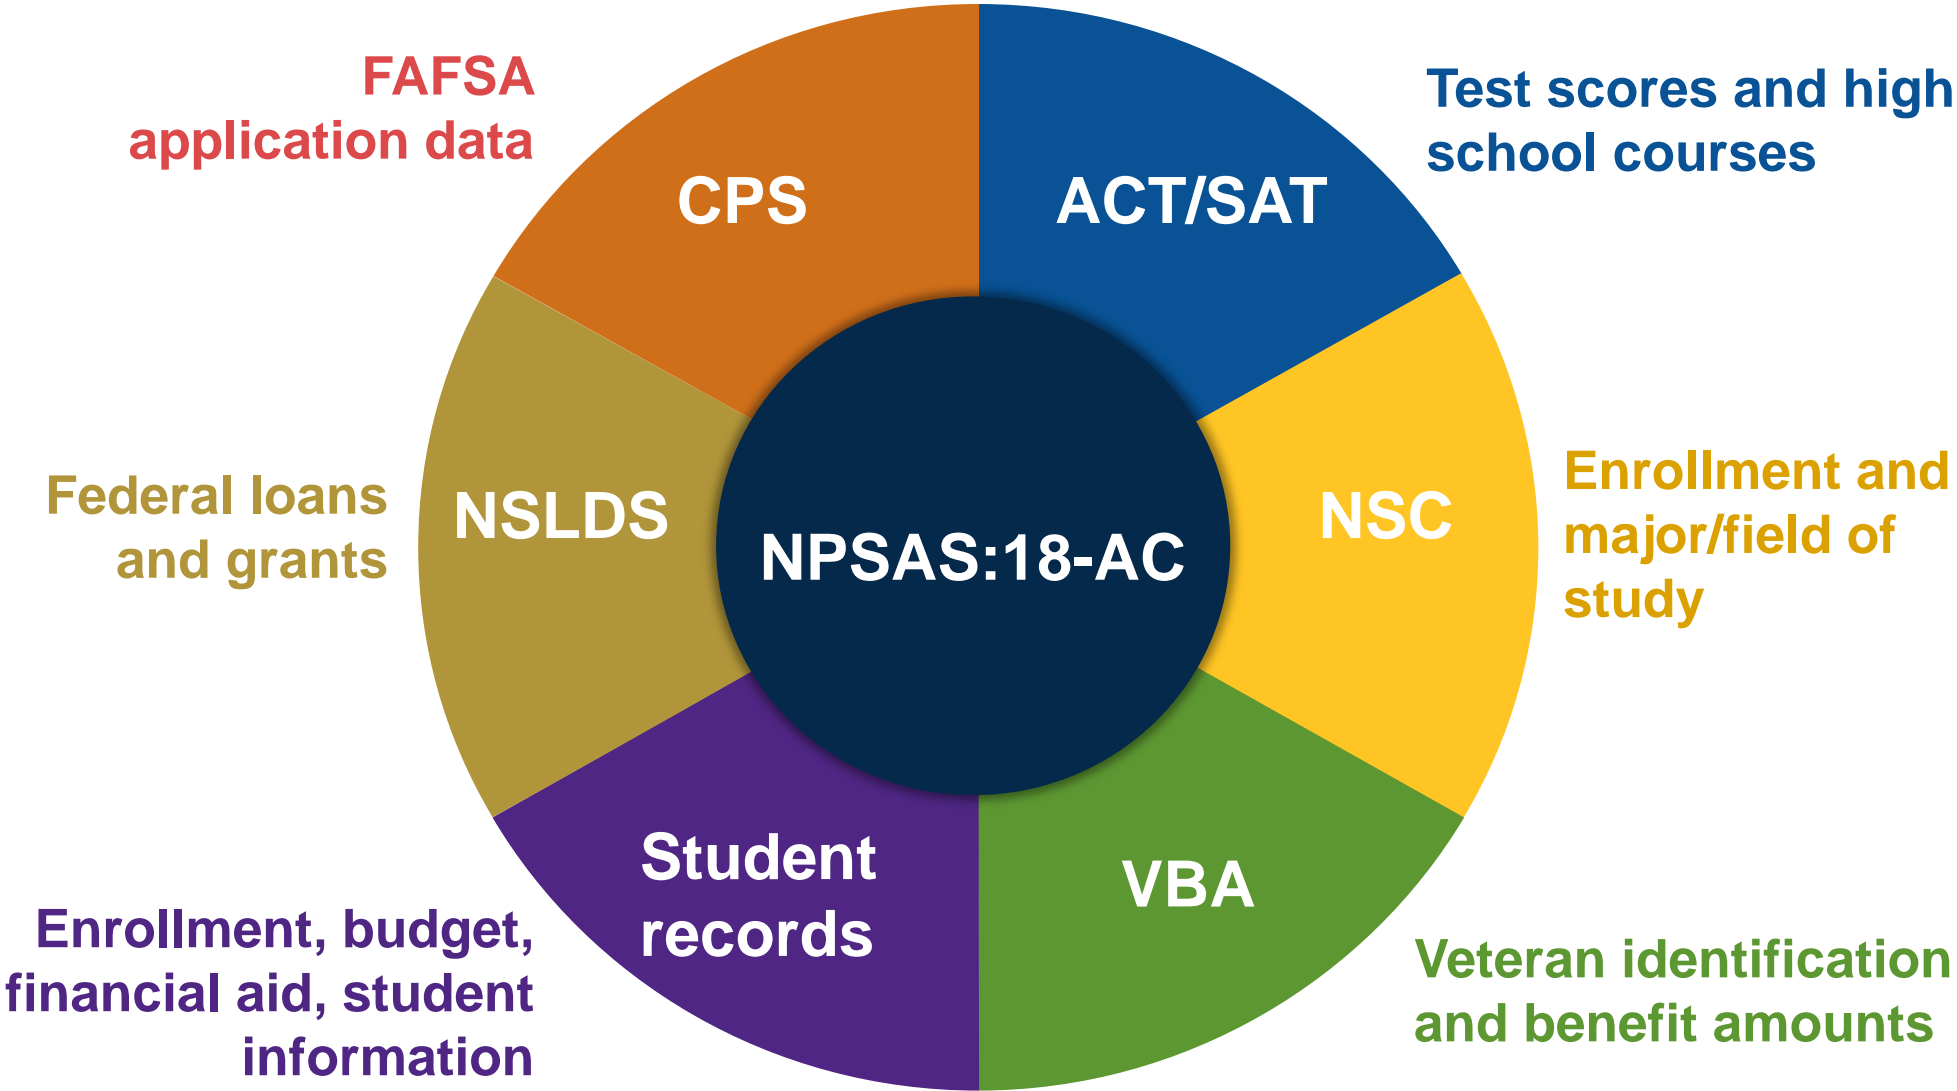 FAFSA
application data
CPS
ACT/SAT
Test scores and high
school courses
Federal loans
and grants
NSLDS
NPSAS:18-AC
NSC
Enrollment and
major/field of
study
Student
records
VBA
Enrollment, budget,
financial aid, student
information
Veteran identification
and benefit amounts